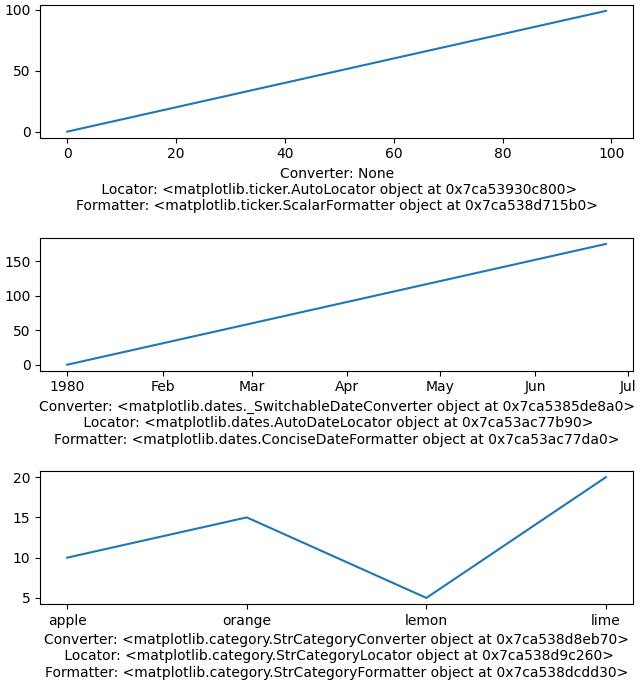 100
50
0
0 20 40 60 80 100
Converter: None
Locator: <matplotlib.ticker.AutoLocator object at 0x7ca53930c800>
Formatter: <matplotlib.ticker.ScalarFormatter object at 0x7ca538d715b0>
150
100
50
0
1980 Feb Mar Apr May Jun Jul
Converter: <matplotlib.dates._SwitchableDateConverter object at 0x7ca5385de8a0>
Locator: <matplotlib.dates.AutoDateLocator object at 0x7ca53ac77b90>
Formatter: <matplotlib.dates.ConciseDateFormatter object at 0x7ca53ac77da0>
20
15
10
5
apple orange lemon lime
Converter: <matplotlib.category.StrCategoryConverter object at 0x7ca538d8eb70>
Locator: <matplotlib.category.StrCategoryLocator object at 0x7ca538d9c260>
Formatter: <matplotlib.category.StrCategoryFormatter object at 0x7ca538dcdd30>